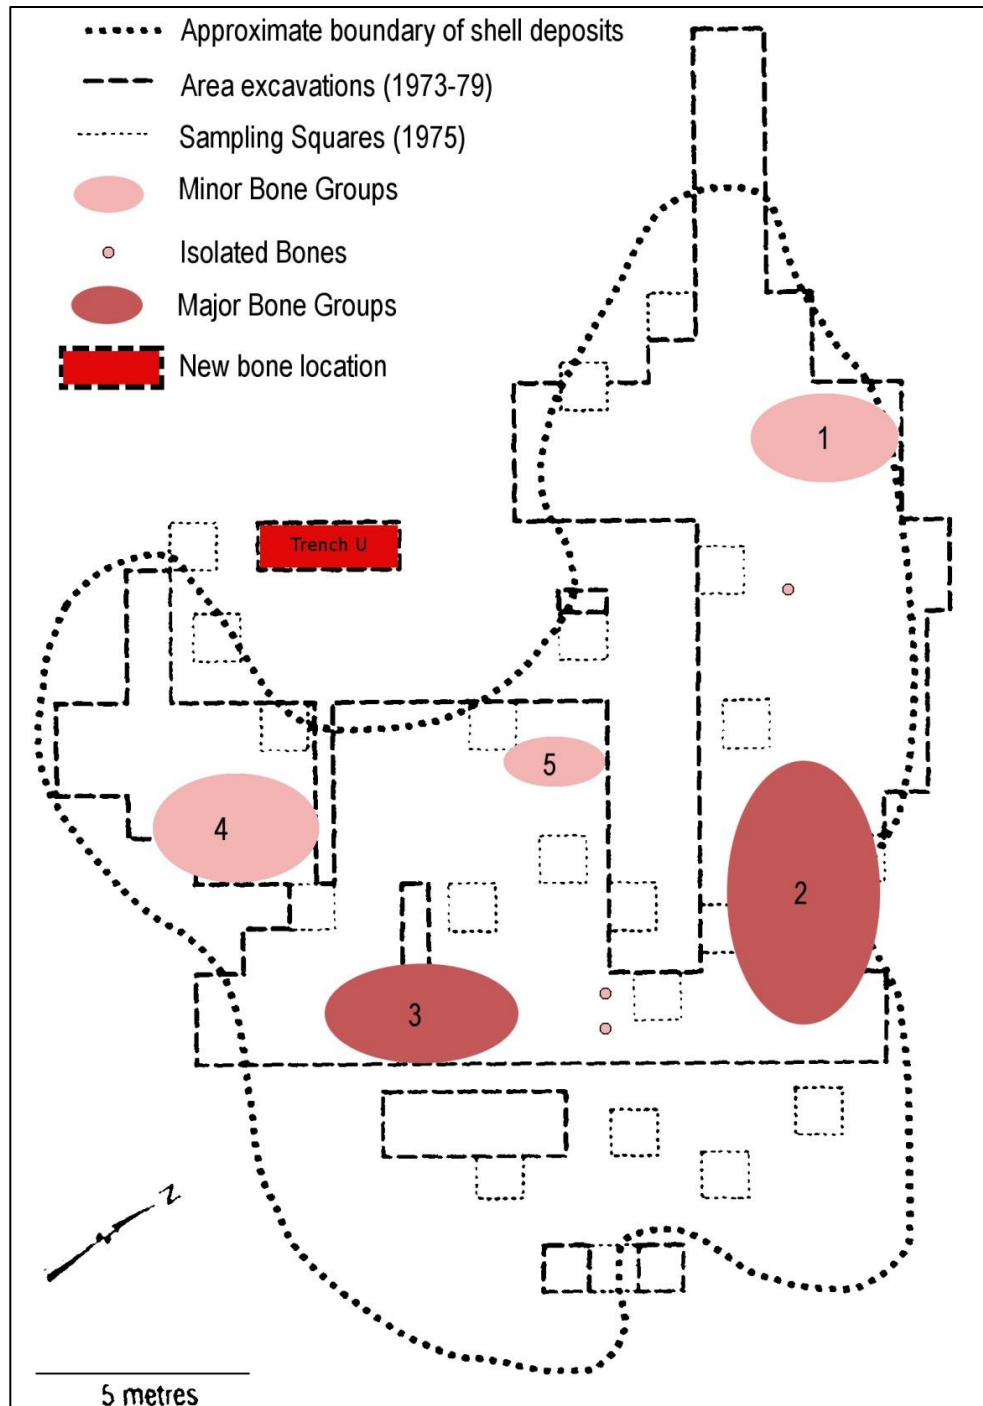 Approximate boundary of shell deposits
Area excavations (1973-79)
Sampling Squares (1975)
Minor Bone Groups
Isolated Bones
Major Bone Groups
New bone location
1
Trench U
5
4
2
3
N
5 metres